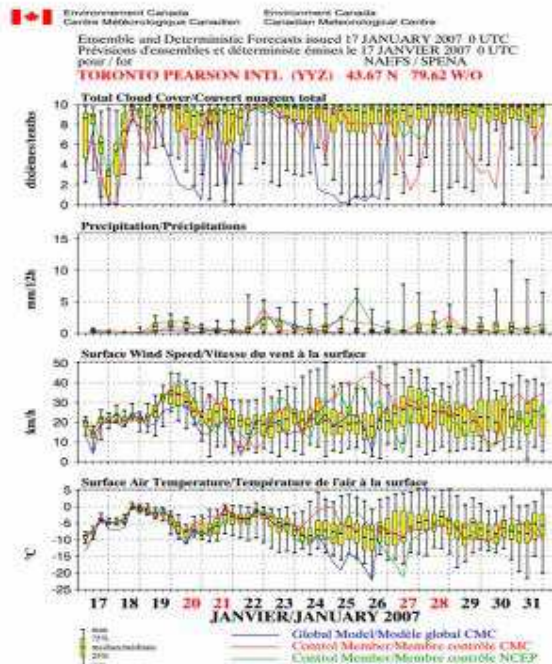 Environnement Canada Environment Canada
Centre Météorologique Canadien Canadian Meteorological Centre
Ensemble and Deterministic Forecasts issued 17 JANUARY 2007 0 UTC
Prévisions d'ensembles et déterministe émises le 17 JANVIER 2007 0 UTC
pour / for NAEFS / SPENA
TORONTO PEARSON INTL (YYZ) 43.67 N 79.62 W/O
Total Cloud Cover/Couvert nuageux total
dixièmes/tenths
10
8
6
4
2
0
Precipitation/Précipitations
mm/12h
15
10
5
0
Surface Wind Speed/Vitesse du vent à la surface
km/h
50
40
30
20
10
0
Surface Air Temperature/Température de l'air à la surface
°C
5
0
-5
-10
-15
-20
-25
17 18 19 20 21 22 23 24 25 26 27 28 29 30 31
JANVIER/JANUARY 2007
max
75%
median/médiane
25%
Global Model/Modèle global CMC
Control Member/Membre contrôle CMC
Control Member/Membre contrôle NCEP